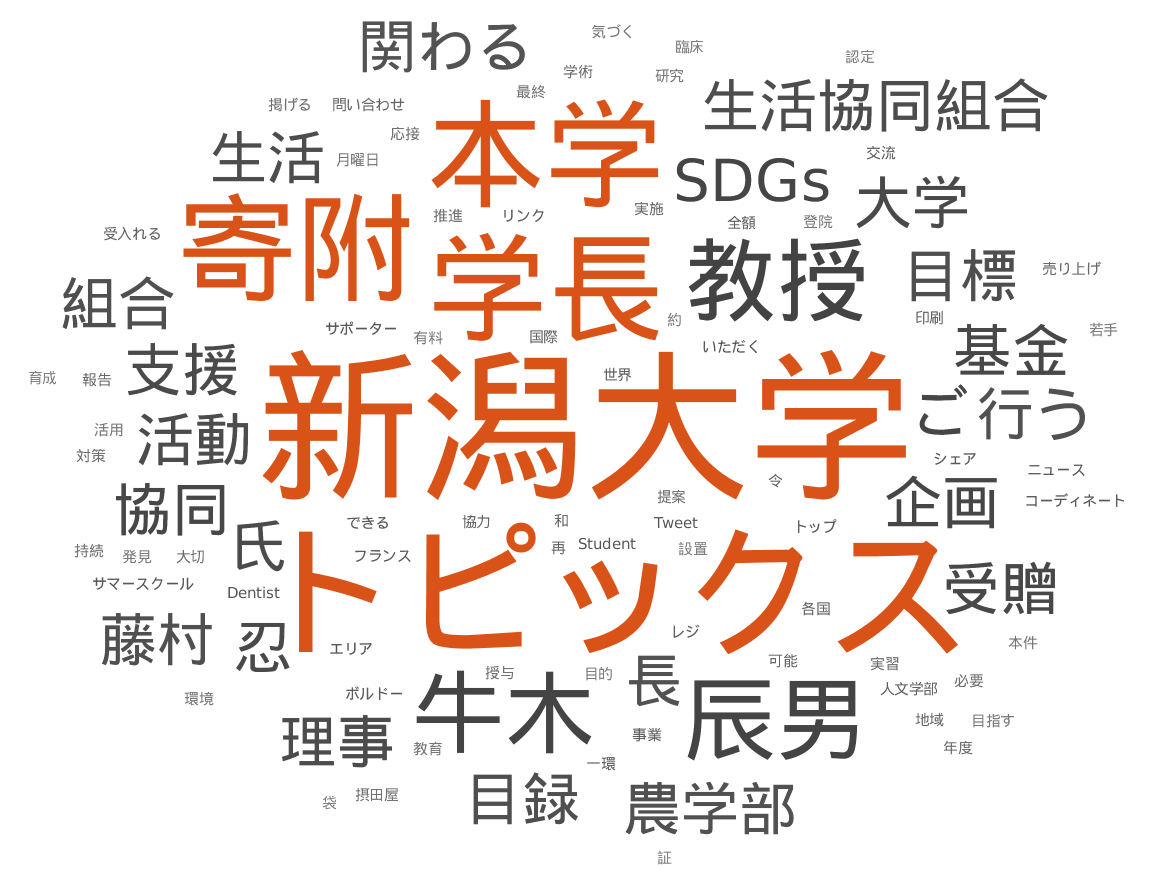 関わる
気づく
臨床
認定
学術
研究
最終
掲げる
問い合わせ
生活協同組合
応接
本学
生活
月曜日
交流
SDGs
大学
推進
リンク
実施
全額
登院
受入れる
寄附
学長
教授
目標
売り上げ
組合
サポーター
有料
国際
約
印刷
若手
いただく
基金
育成
報告
支援
世界
新潟大学
ご
行う
活用
活動
対策
シェア
ニュース
令
提案
企画
コーディネート
協同
できる
協力
和
Tweet
トップ
氏
持続
発見
大切
フランス
再
Student
設置
トピックス
サマースクール
Dentist
受贈
各国
藤村
忍
エリア
レジ
本件
授与
目的
長
可能
実習
環境
ボルドー
牛木
辰男
人文学部
必要
理事
教育
事業
地域
目指す
一環
年度
袋
摂田屋
目録
農学部
証